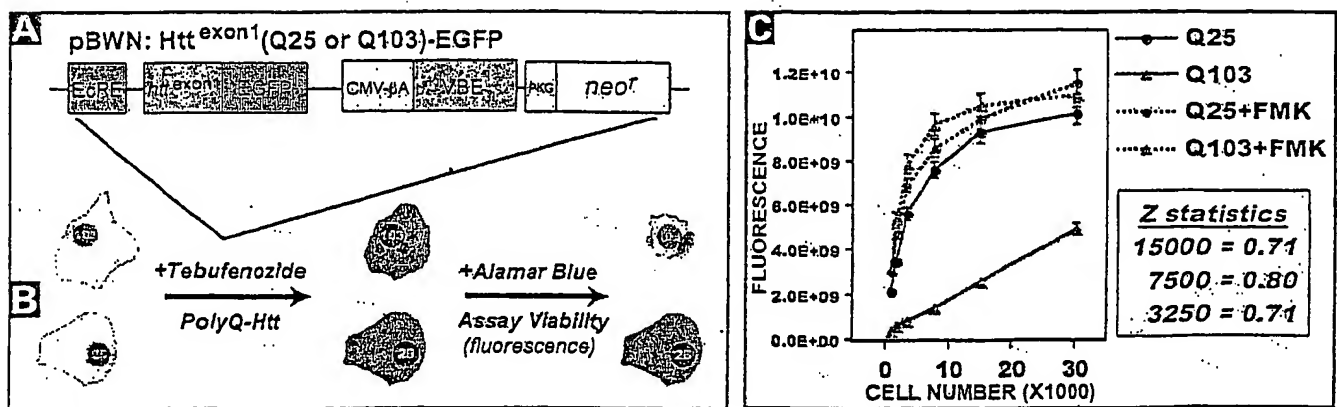 A
pBWN: Htt exon1 (Q25 or Q103)-EGFP
EcRE
htt exon1
EGFP
CMV-βA
VBE
PKG
neo r
B
+Tebufenozide
PolyQ-Htt
+Alamar Blue
Assay Viability
(fluorescence)
25
C
FLUORESCENCE
1.2E+10
1.0E+10
8.0E+09
6.0E+09
4.0E+09
2.0E+09
0.0E+00
0 10 20 30
CELL NUMBER (X1000)
Q25
Q103
Q25+FMK
Q103+FMK
Z statistics
15000 = 0.71
7500 = 0.80
3250 = 0.71